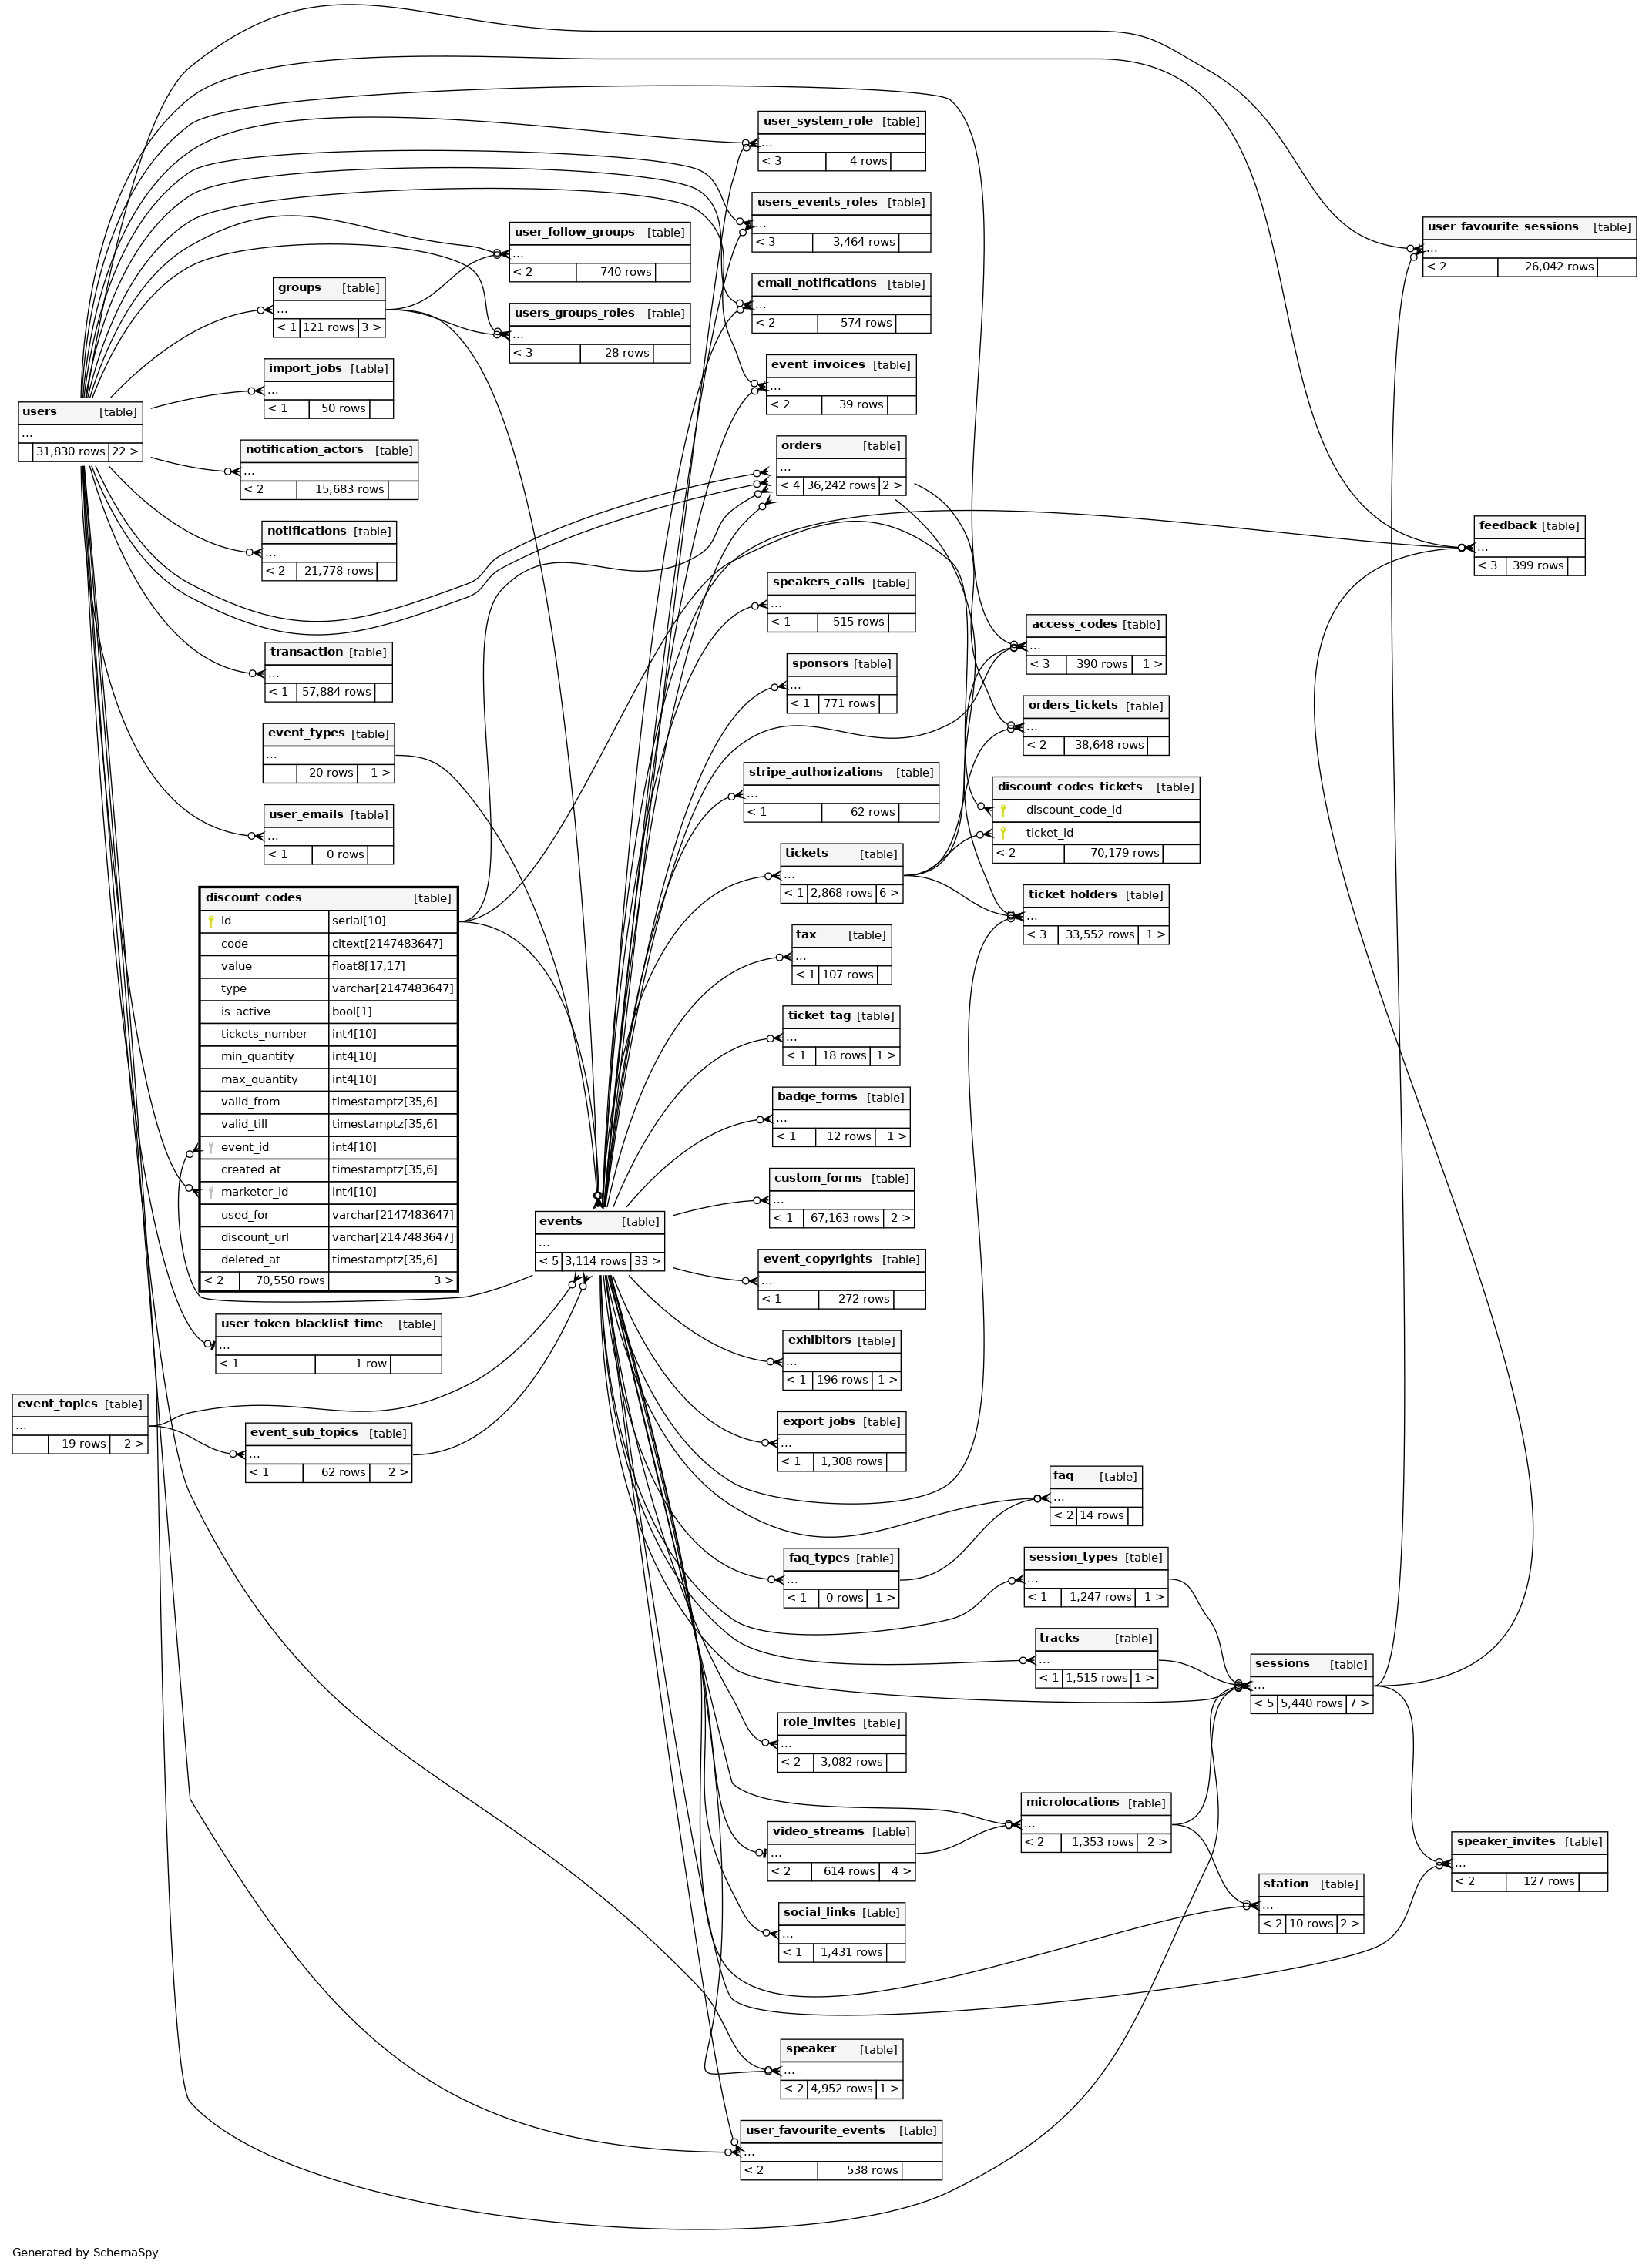 user_system_role [table]
...
< 3 4 rows
users_events_roles [table]
...
< 3 3,464 rows
user_favourite_sessions [table]
...
< 2 26,042 rows
user_follow_groups [table]
...
< 2 740 rows
email_notifications [table]
...
< 2 574 rows
groups [table]
...
< 1 121 rows 3 >
users_groups_roles [table]
...
< 3 28 rows
event_invoices [table]
...
< 2 39 rows
import_jobs [table]
...
< 1 50 rows
users [table]
...
31,830 rows 22 >
orders [table]
...
< 4 36,242 rows 2 >
notification_actors [table]
...
< 2 15,683 rows
notifications [table]
...
< 2 21,778 rows
feedback [table]
...
< 3 399 rows
speakers_calls [table]
...
< 1 515 rows
access_codes [table]
...
< 3 390 rows 1 >
transaction [table]
...
< 1 57,884 rows
sponsors [table]
...
< 1 771 rows
orders_tickets [table]
...
< 2 38,648 rows
event_types [table]
...
20 rows 1 >
stripe_authorizations [table]
...
< 1 62 rows
discount_codes_tickets [table]
discount_code_id
ticket_id
< 2 70,179 rows
user_emails [table]
...
< 1 0 rows
tickets [table]
...
< 1 2,868 rows 6 >
ticket_holders [table]
...
< 3 33,552 rows 1 >
discount_codes [table]
id serial[10]
code citext[2147483647]
value float8[17,17]
type varchar[2147483647]
is_active bool[1]
tickets_number int4[10]
min_quantity int4[10]
max_quantity int4[10]
valid_from timestamptz[35,6]
valid_till timestamptz[35,6]
event_id int4[10]
created_at timestamptz[35,6]
marketer_id int4[10]
used_for varchar[2147483647]
discount_url varchar[2147483647]
deleted_at timestamptz[35,6]
< 2 70,550 rows 3 >
tax [table]
...
< 1 107 rows
ticket_tag [table]
...
< 1 18 rows 1 >
badge_forms [table]
...
< 1 12 rows 1 >
custom_forms [table]
...
< 1 67,163 rows 2 >
events [table]
...
< 5 3,114 rows 33 >
event_copyrights [table]
...
< 1 272 rows
user_token_blacklist_time [table]
...
< 1 1 row
exhibitors [table]
...
< 1 196 rows 1 >
event_topics [table]
...
19 rows 2 >
event_sub_topics [table]
...
< 1 62 rows 2 >
export_jobs [table]
...
< 1 1,308 rows
faq [table]
...
< 2 14 rows
faq_types [table]
...
< 1 0 rows 1 >
session_types [table]
...
< 1 1,247 rows 1 >
tracks [table]
...
< 1 1,515 rows 1 >
sessions [table]
...
< 5 5,440 rows 7 >
role_invites [table]
...
< 2 3,082 rows
microlocations [table]
...
< 2 1,353 rows 2 >
video_streams [table]
...
< 2 614 rows 4 >
speaker_invites [table]
...
< 2 127 rows
station [table]
...
< 2 10 rows 2 >
social_links [table]
...
< 1 1,431 rows
speaker [table]
...
< 2 4,952 rows 1 >
user_favourite_events [table]
...
< 2 538 rows
Generated by SchemaSpy